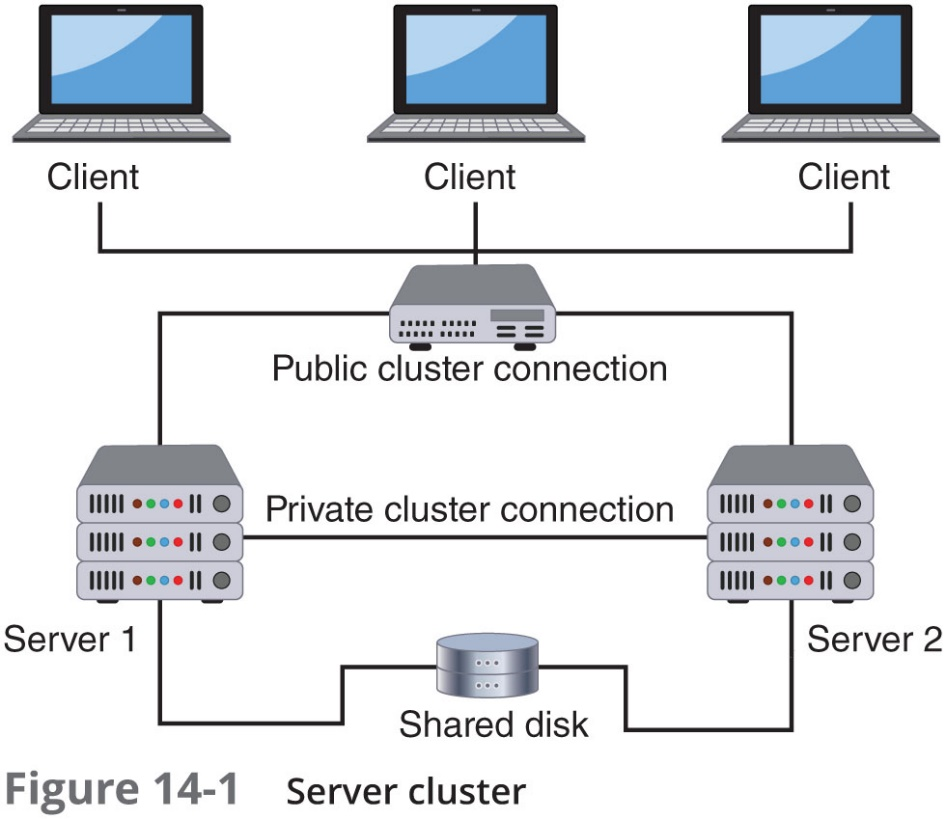 Client
Client
Client
Public cluster connection
Private cluster connection
Server 1
Server 2
Shared disk
Figure 14-1 Server cluster